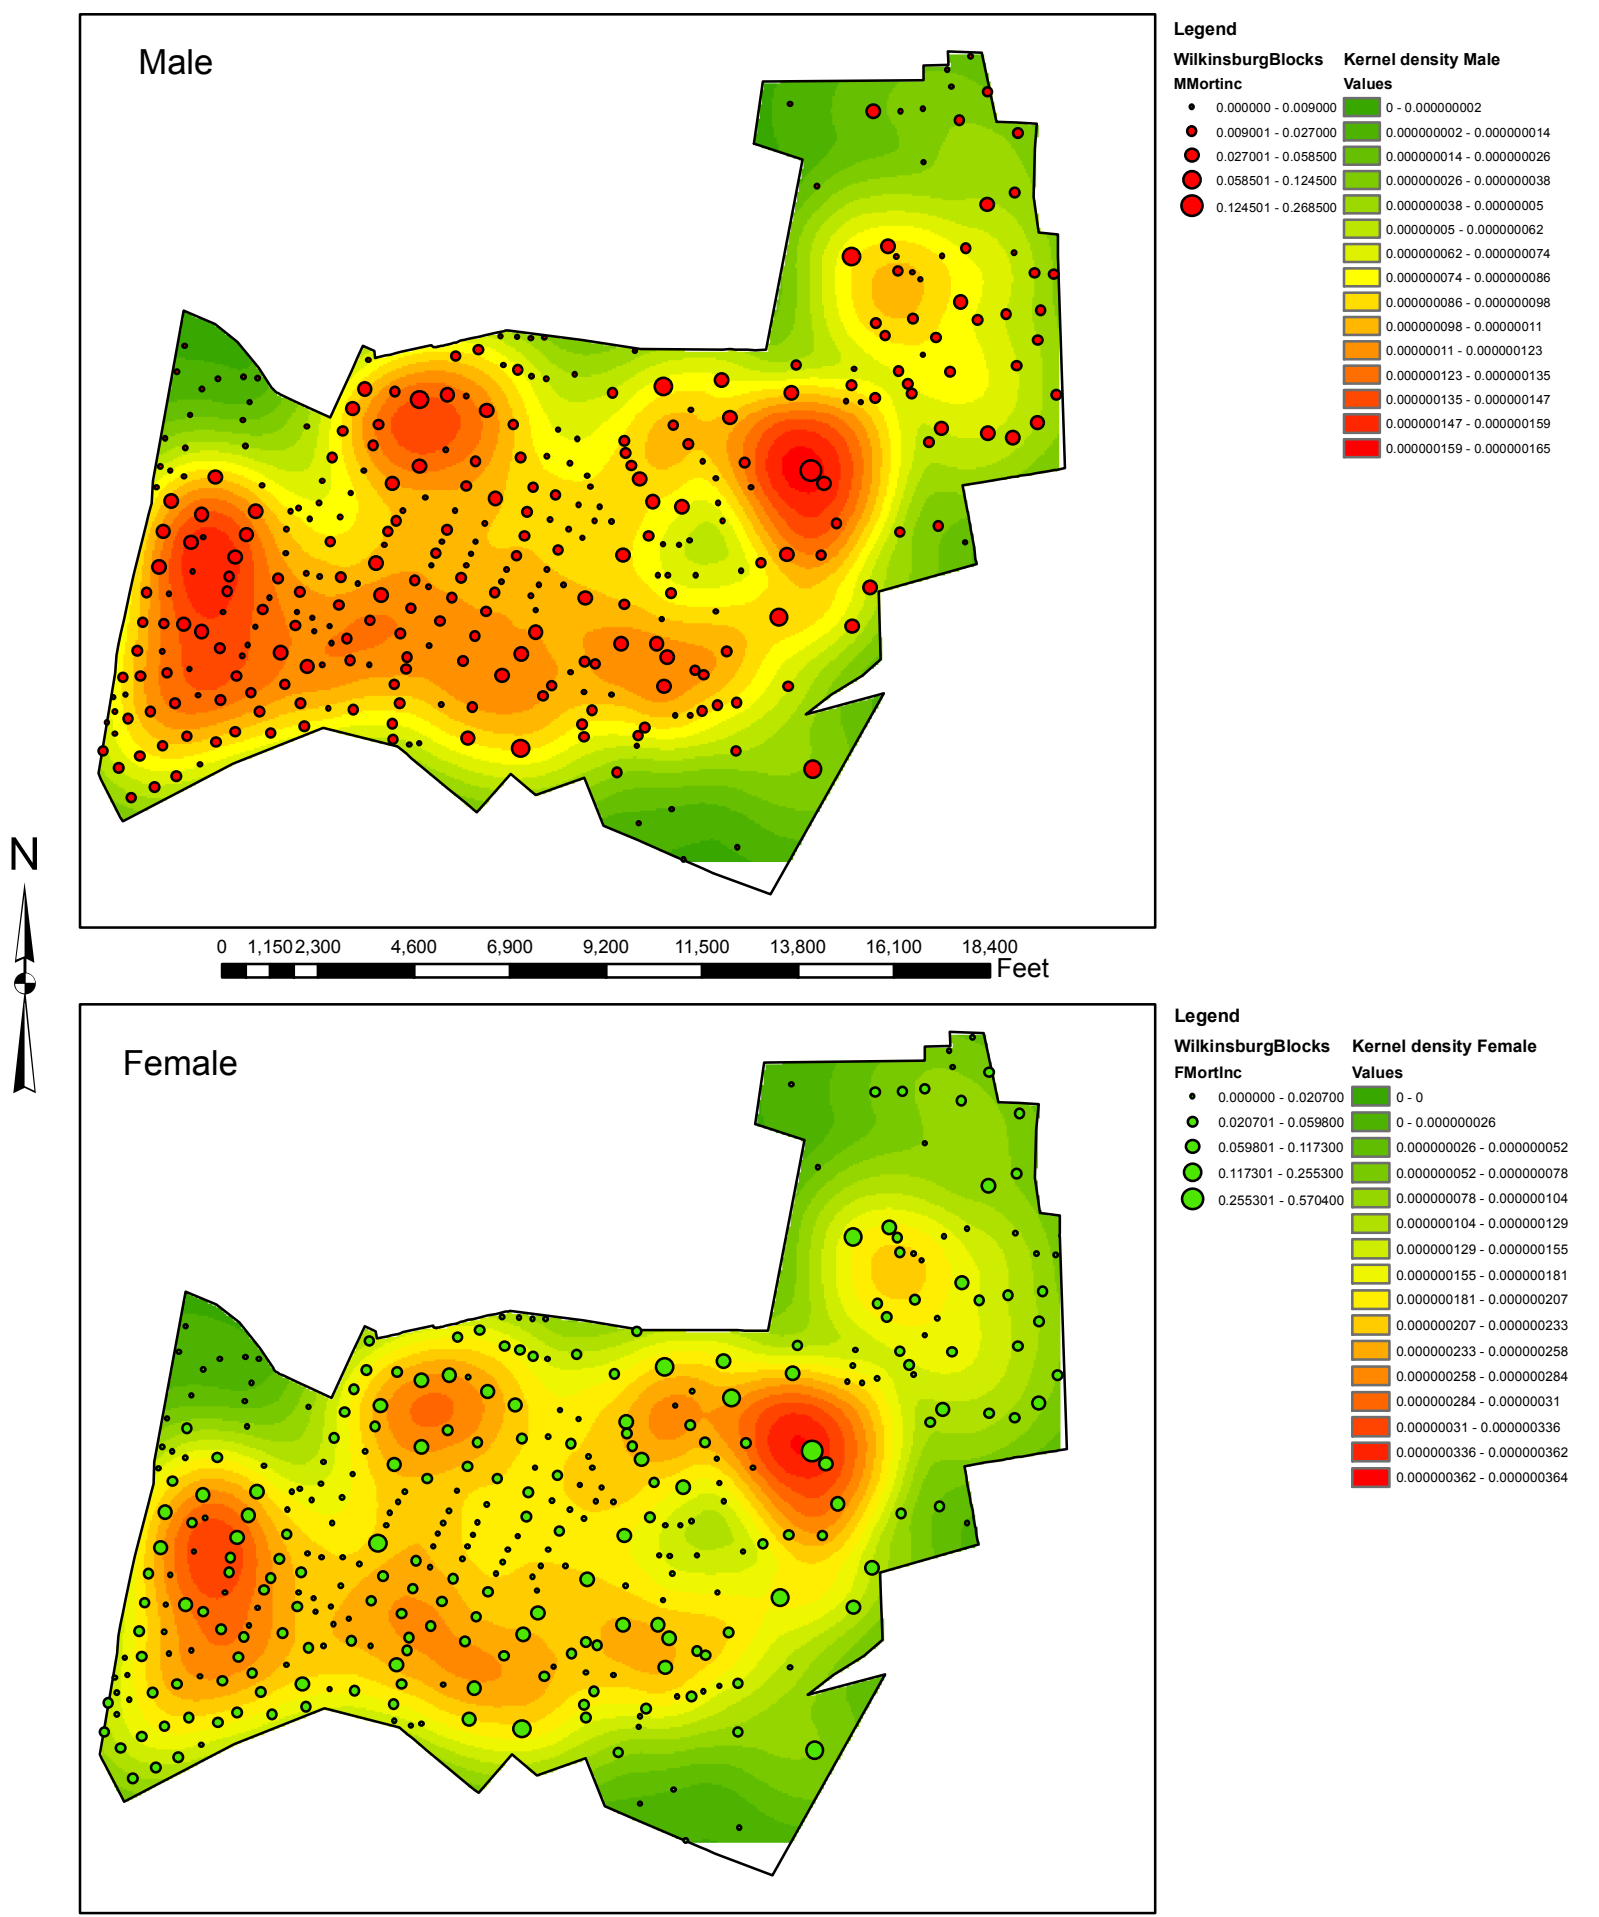 Male
Legend
WilkinsburgBlocks
MMortinc
0.000000 - 0.009000
0.009001 - 0.027000
0.027001 - 0.058500
0.058501 - 0.124500
0.124501 - 0.268500
Kernel density Male
Values
0 - 0.000000002
0.000000002 - 0.000000014
0.000000014 - 0.000000026
0.000000026 - 0.000000038
0.000000038 - 0.00000005
0.00000005 - 0.000000062
0.000000062 - 0.000000074
0.000000074 - 0.000000086
0.000000086 - 0.000000098
0.000000098 - 0.00000011
0.00000011 - 0.000000123
0.000000123 - 0.000000135
0.000000135 - 0.000000147
0.000000147 - 0.000000159
0.000000159 - 0.000000165
N
0 1,150 2,300 4,600 6,900 9,200 11,500 13,800 16,100 18,400
Feet
Female
Legend
WilkinsburgBlocks
FMortInc
0.000000 - 0.020700
0.020701 - 0.059800
0.059801 - 0.117300
0.117301 - 0.255300
0.255301 - 0.570400
Kernel density Female
Values
0 - 0
0 - 0.000000026
0.000000026 - 0.000000052
0.000000052 - 0.000000078
0.000000078 - 0.000000104
0.000000104 - 0.000000129
0.000000129 - 0.000000155
0.000000155 - 0.000000181
0.000000181 - 0.000000207
0.000000207 - 0.000000233
0.000000233 - 0.000000258
0.000000258 - 0.000000284
0.000000284 - 0.00000031
0.00000031 - 0.000000336
0.000000336 - 0.000000362
0.000000362 - 0.000000364